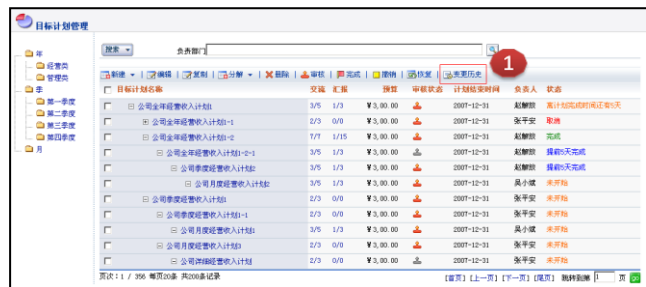 目标计划管理
年
经营类
管理类
季
第一季度
第二季度
第三季度
第四季度
月
搜索 负责部门
1
新建 | 编辑 | 复制 | 分解 | 删除 | 审核 | 完成 | 撤销 | 恢复 | 变更历史
目标计划名称 交流 汇报 预算 审核状态 计划结束时间 负责人 状态
公司全年经营收入计划1 3/5 1/3 ¥3,00.00 2007-12-31 赵解放 离计划完成时间还有5天
公司全年经营收入计划1-1 2/3 0/0 ¥3,00.00 2007-12-31 张平安 取消
公司全年经营收入计划1-2 7/7 1/15 ¥3,00.00 2007-12-31 赵解放 完成
公司全年经营收入计划1-2-1 3/5 1/3 ¥3,00.00 2007-12-31 赵解放 提前5天完成
公司季度经营收入计划2 3/5 1/3 ¥3,00.00 2007-12-31 赵解放 提前5天完成
公司月度经营收入计划2 3/5 1/3 ¥3,00.00 2007-12-31 吴小斌 未开始
公司季度经营收入计划1 2/3 0/0 ¥3,00.00 2007-12-31 张平安 未开始
公司季度经营收入计划1-1 2/3 0/0 ¥3,00.00 2007-12-31 张平安 未开始
公司月度经营收入计划1 3/5 1/3 ¥3,00.00 2007-12-31 吴小斌 未开始
公司月度经营收入计划3 2/3 0/0 ¥3,00.00 2007-12-31 张平安 未开始
公司详细经营收入计划 2/3 0/0 ¥3,00.00 2007-12-31 张平安 未开始
页次:1 / 356 每页20条 共200条记录 [首页] [上一页] [下一页] [尾页] 跳转到第 1 页 go